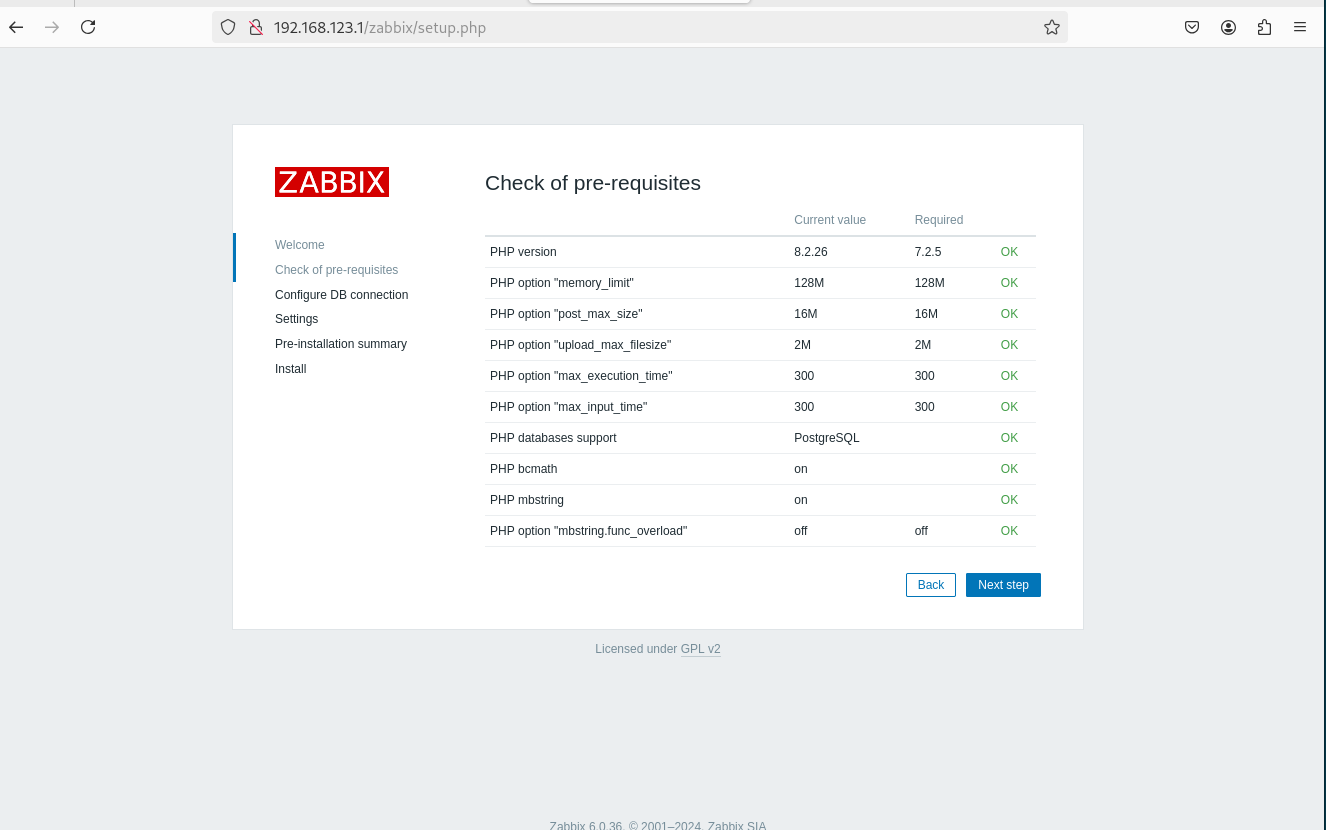 192.168.123.1/zabbix/setup.php
ZABBIX
Welcome
Check of pre-requisites
Configure DB connection
Settings
Pre-installation summary
Install
Check of pre-requisites
Current value Required
PHP version 8.2.26 7.2.5 OK
PHP option "memory_limit" 128M 128M OK
PHP option "post_max_size" 16M 16M OK
PHP option "upload_max_filesize" 2M 2M OK
PHP option "max_execution_time" 300 300 OK
PHP option "max_input_time" 300 300 OK
PHP databases support PostgreSQL OK
PHP bcmath on OK
PHP mbstring on OK
PHP option "mbstring.func_overload" off off OK
Back Next step
Licensed under GPL v2
Zabbix 6.0.36. © 2001–2024, Zabbix SIA